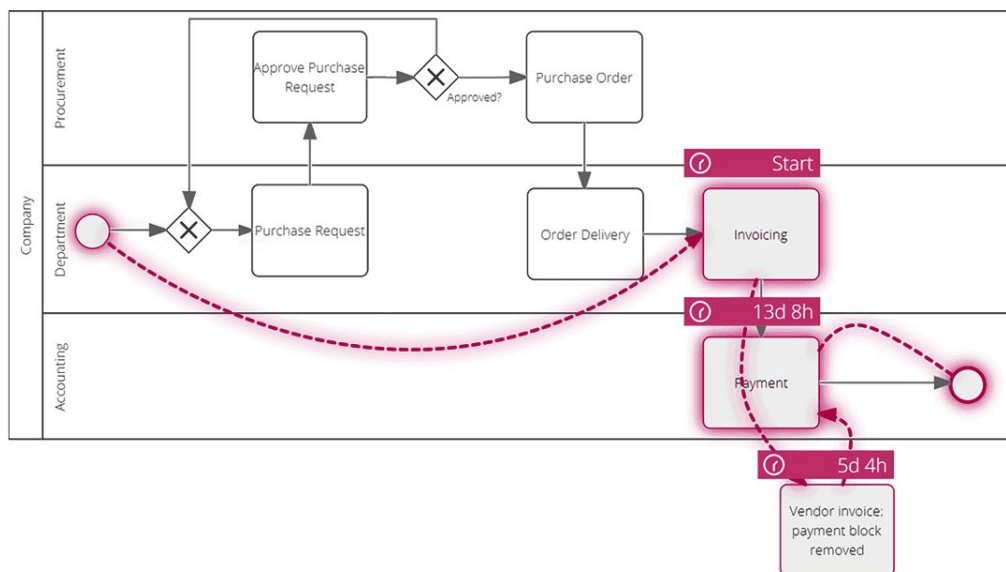 Company
Procurement
Approve Purchase
Request
Approved?
Purchase Order
Department
Purchase Request
Order Delivery
Start
Invoicing
13d 8h
Accounting
Payment
5d 4h
Vendor invoice:
payment block
removed